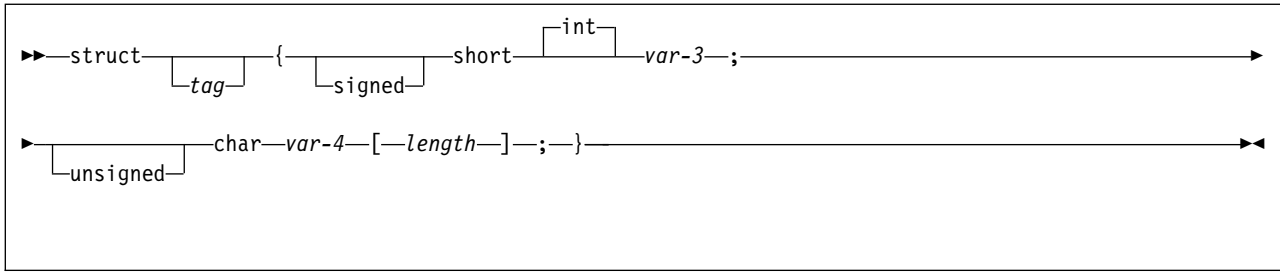 int
struct { short var-3 ;
tag signed
char var-4 [ length ] ; }
unsigned